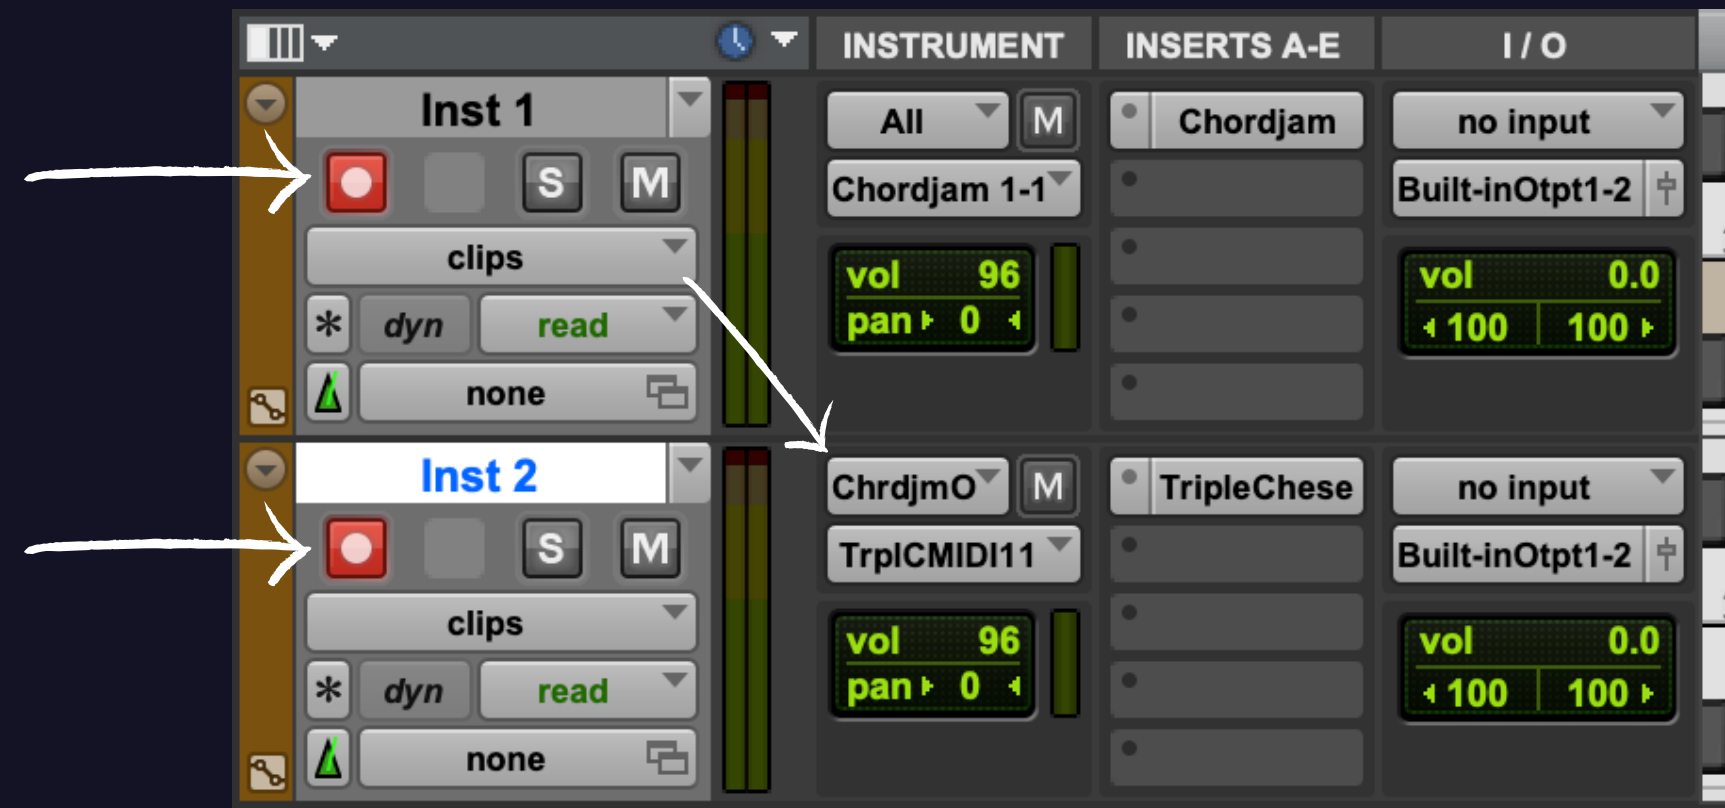 INSTRUMENT INSERTS A-E I / O
Inst 1
All M Chordjam no input
S M
Chordjam 1-1 Built-inOtpt1-2
clips
vol 96 vol 0.0
* dyn read
pan 0 100 100
none
Inst 2
ChrdjmO M TripleChese no input
S M
TrplCMIDI11 Built-inOtpt1-2
clips
vol 96 vol 0.0
* dyn read
pan 0 100 100
none